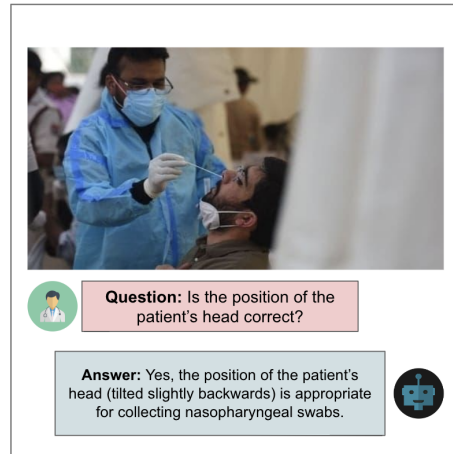 Question: Is the position of the
patient's head correct?
Answer: Yes, the position of the patient's
head (tilted slightly backwards) is appropriate
for collecting nasopharyngeal swabs.